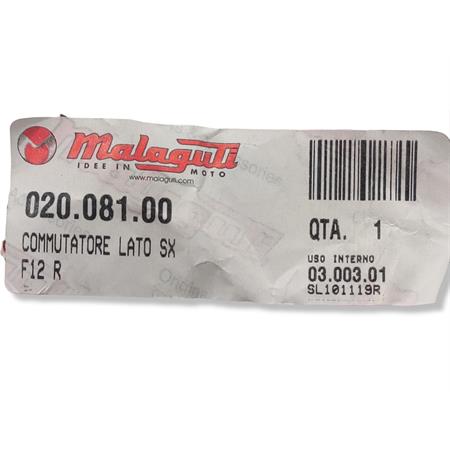 Malaguti
IDEE IN MOTO
www.malaguti.com
020.081.00
COMMUTATORE LATO SX
F12 R
QTA. 1
USO INTERNO
03.003.01
SL101119R